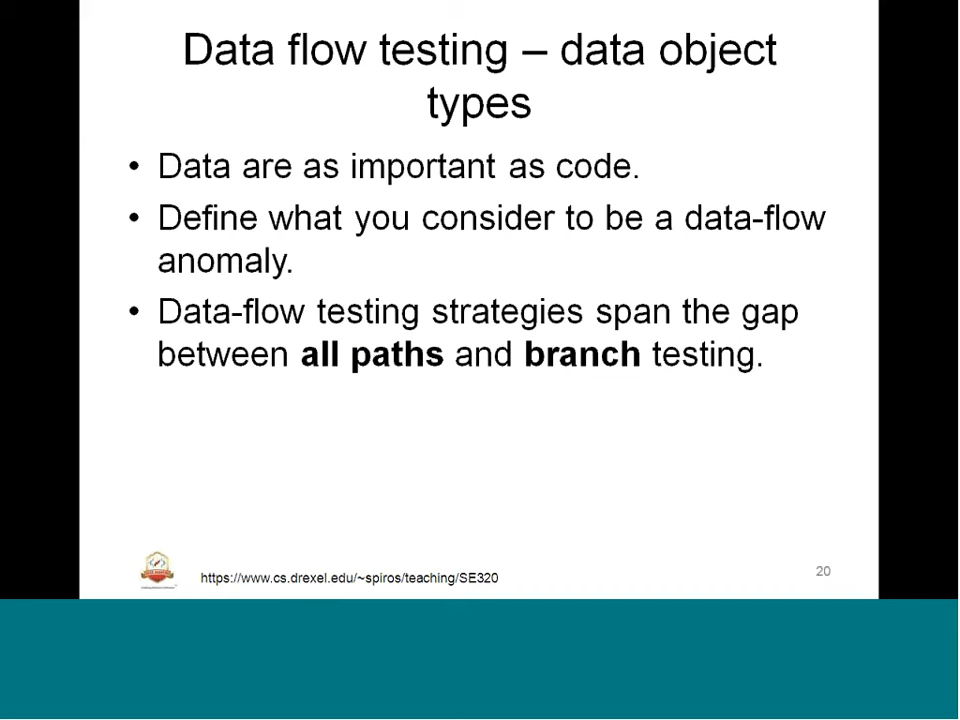 Data flow testing – data object
types
• Data are as important as code.
• Define what you consider to be a data-flow
anomaly.
• Data-flow testing strategies span the gap
between all paths and branch testing.
https://www.cs.drexel.edu/~spiros/teaching/SE320
20